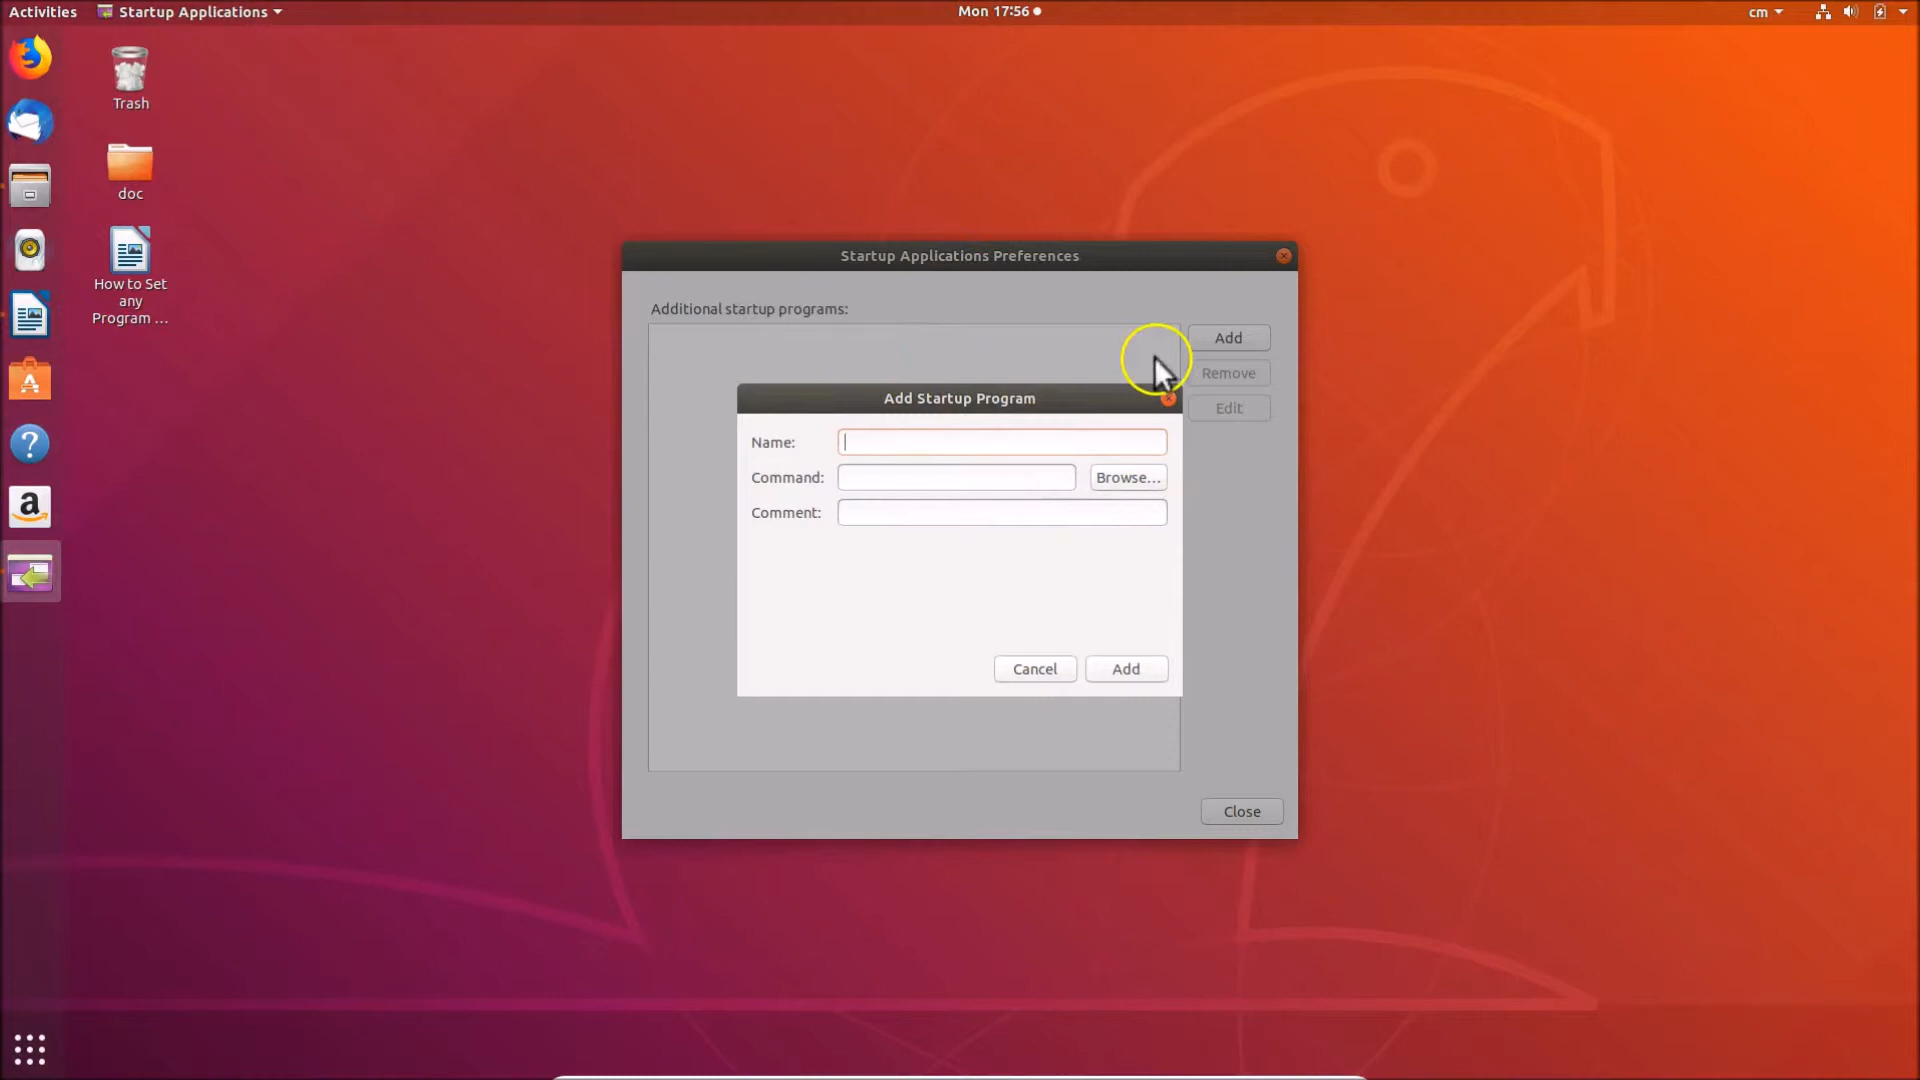 Activities
Startup Applications
Mon 17:56
cm
Trash
doc
How to Set
any
Program ...
Startup Applications Preferences
Additional startup programs:
Add
Remove
Edit
Add Startup Program
Name:
Command:
Browse...
Comment:
Cancel
Add
Close